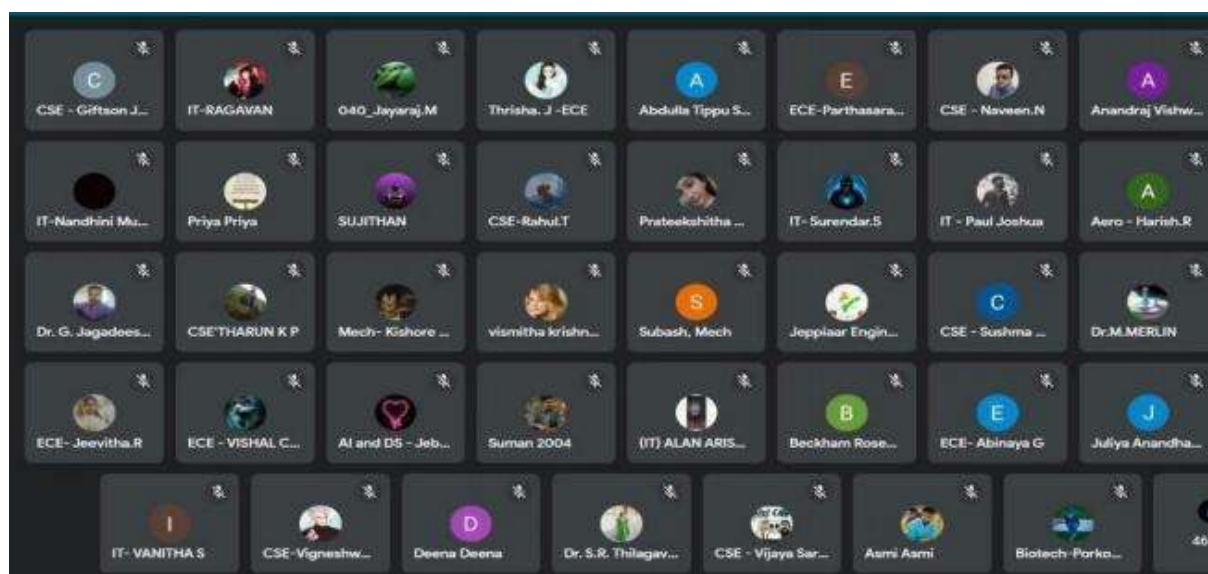 C
CSE - Giftson J...
IT-RAGAVAN
040_Jayaraj.M
Thrisha. J -ECE
A
Abdulla Tippu S...
E
ECE-Parthasara...
CSE - Naveen.N
A
Anandraj Vishw...
IT-Nandhini Mu...
Priya Priya
SUJITHAN
CSE-Rahul.T
Prateekshitha ...
IT- Surendar.S
IT - Paul Joshua
A
Aero - Harish.R
Dr. G. Jagadees...
CSE'THARUN K P
Mech- Kishore ...
vismitha krishn...
S
Subash, Mech
Jeppiaar Engin...
C
CSE - Sushma ...
Dr.M.MERLIN
ECE- Jeevitha.R
ECE - VISHAL C...
AI and DS - Jeb...
Suman 2004
(IT) ALAN ARIS...
B
Beckham Rose...
E
ECE- Abinaya G
J
Juliya Anandha...
I
IT- VANITHA S
CSE-Vigneshw...
D
Deena Deena
Dr. S.R. Thilagav...
CSE - Vijaya Sar...
Asmi Asmi
Biotech-Porko...
46